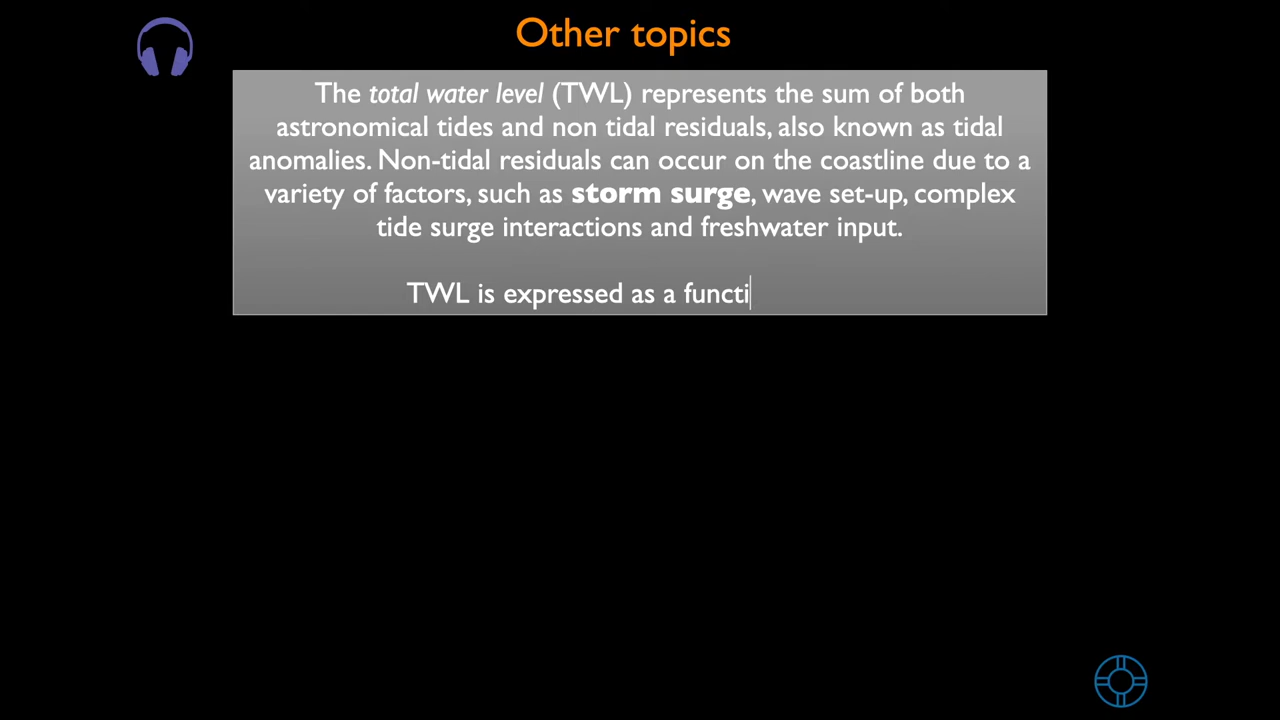 Other topics
The total water level (TWL) represents the sum of both
astronomical tides and non tidal residuals, also known as tidal
anomalies. Non-tidal residuals can occur on the coastline due to a
variety of factors, such as storm surge, wave set-up, complex
tide surge interactions and freshwater input.
TWL is expressed as a functi